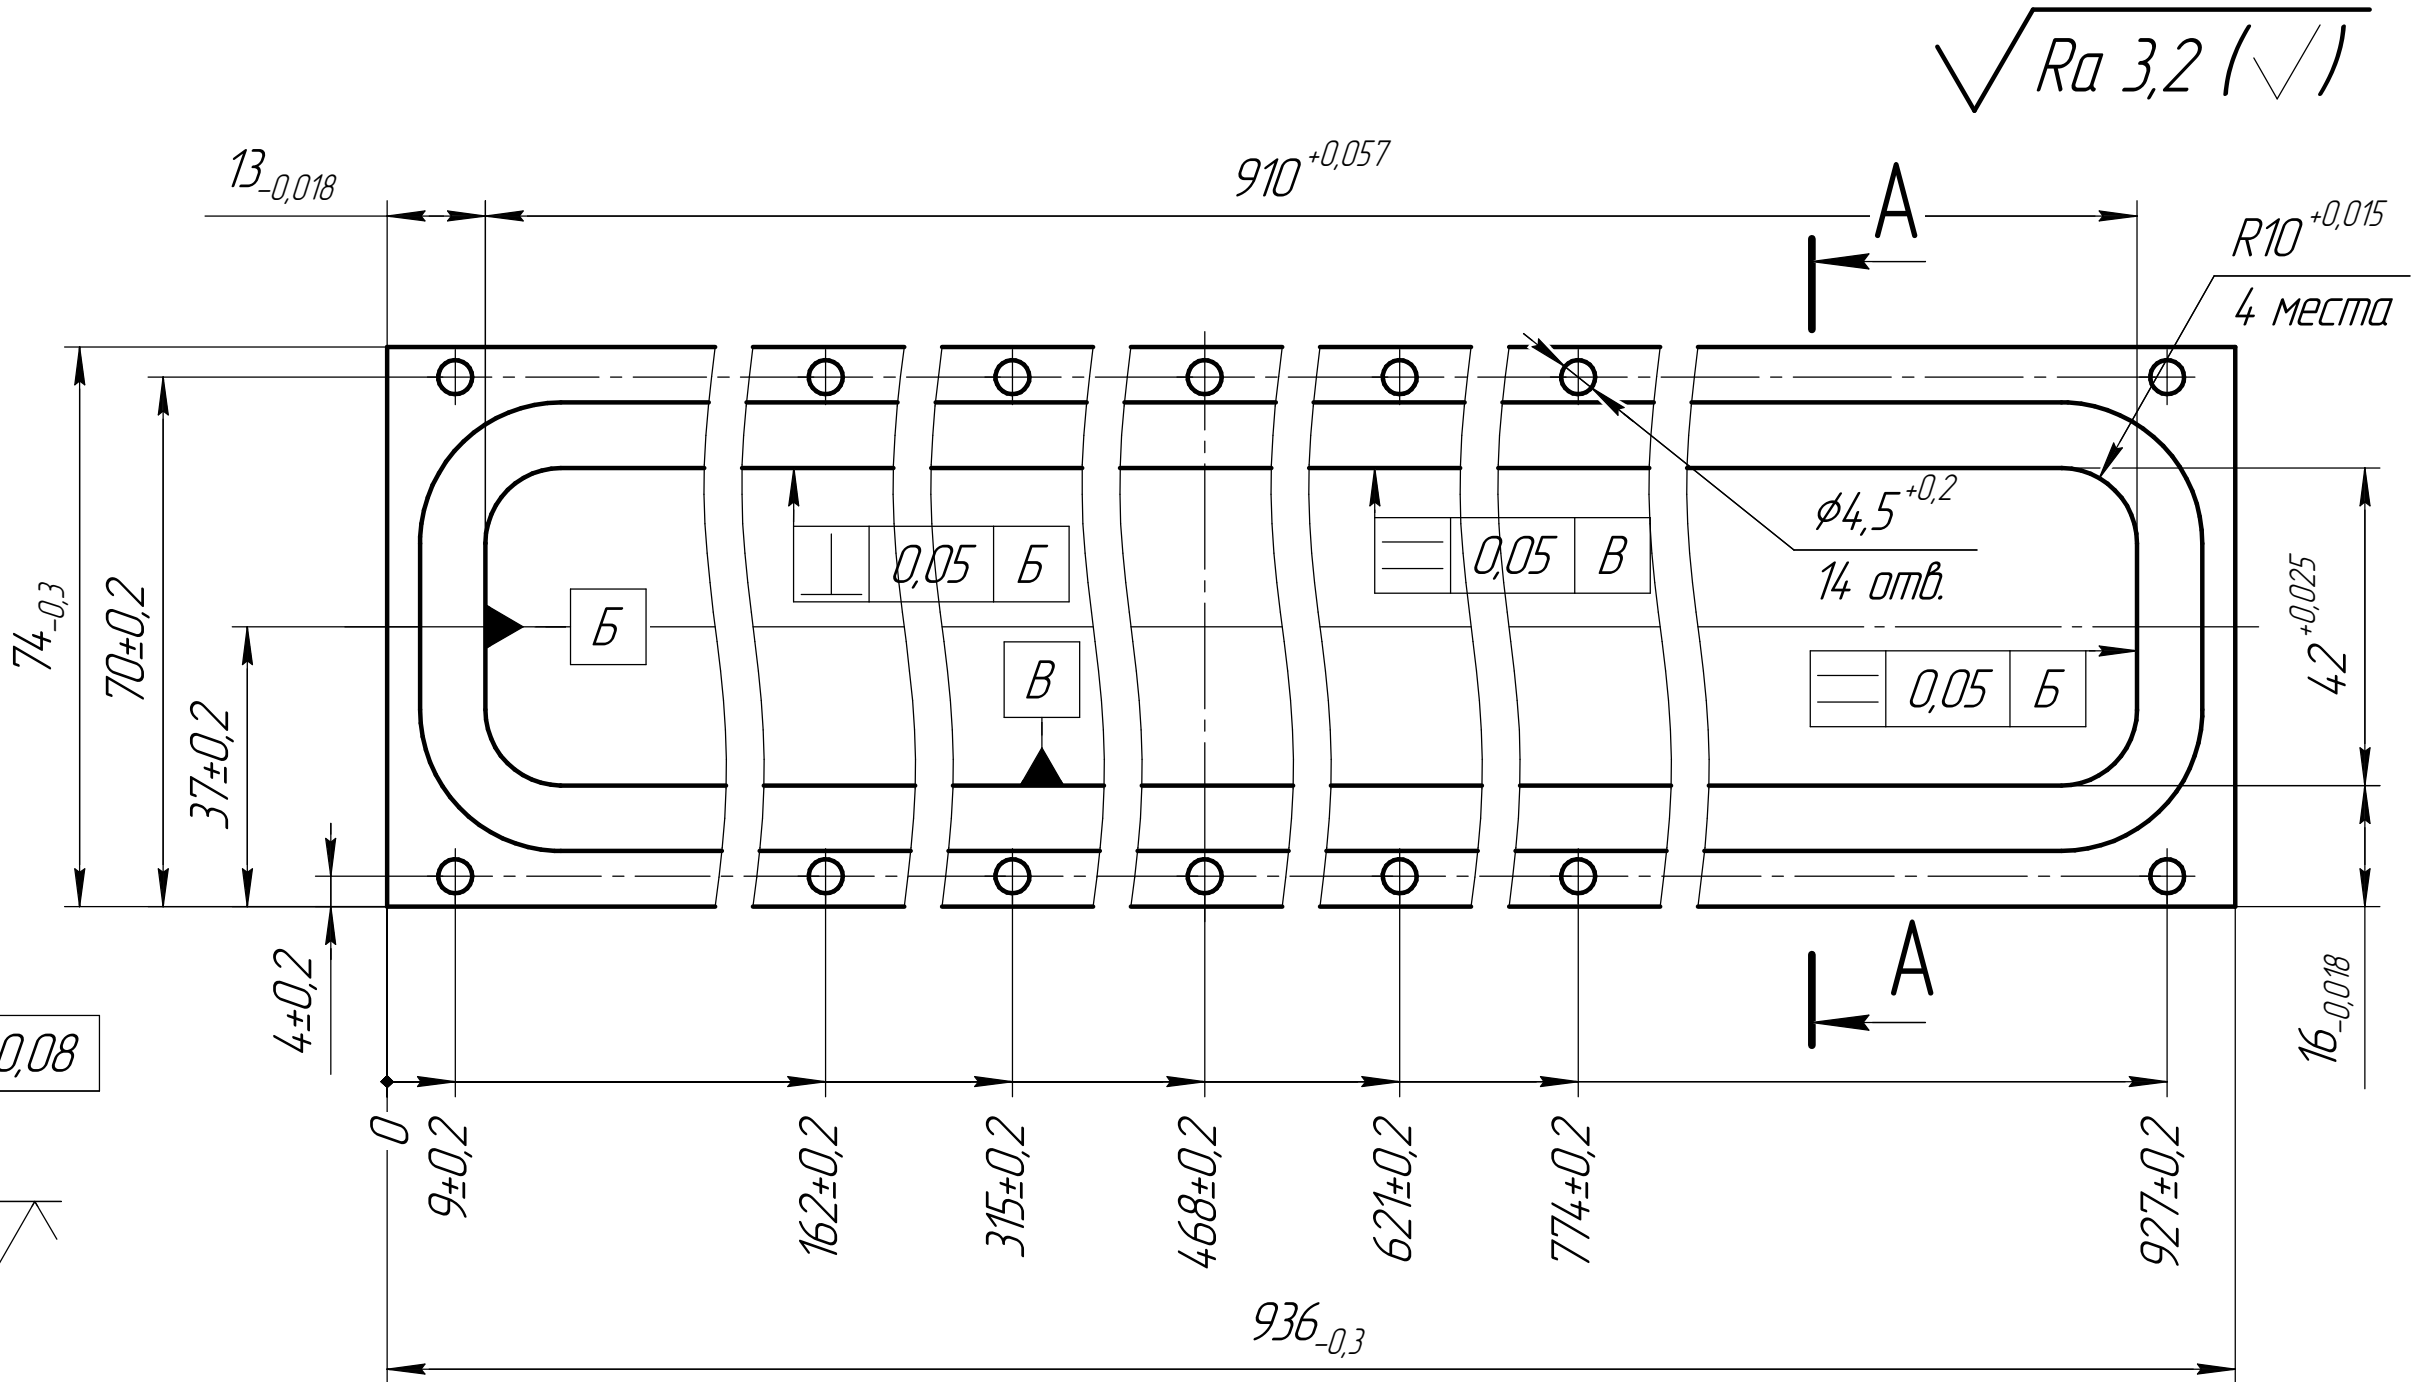 Ra 3,2 (√)
13 -0,018
910 +0,057
А
R10 +0,015
4 места
⌀4,5 +0,2
14 отв.
⊥ 0,05 Б
0,05 В
0,05 Б
Б
В
74 -0,3
70±0,2
37±0,2
4±0,2
42 +0,025
16 -0,018
А
0,08
0
9±0,2
162±0,2
315±0,2
468±0,2
621±0,2
774±0,2
927±0,2
936 -0,3